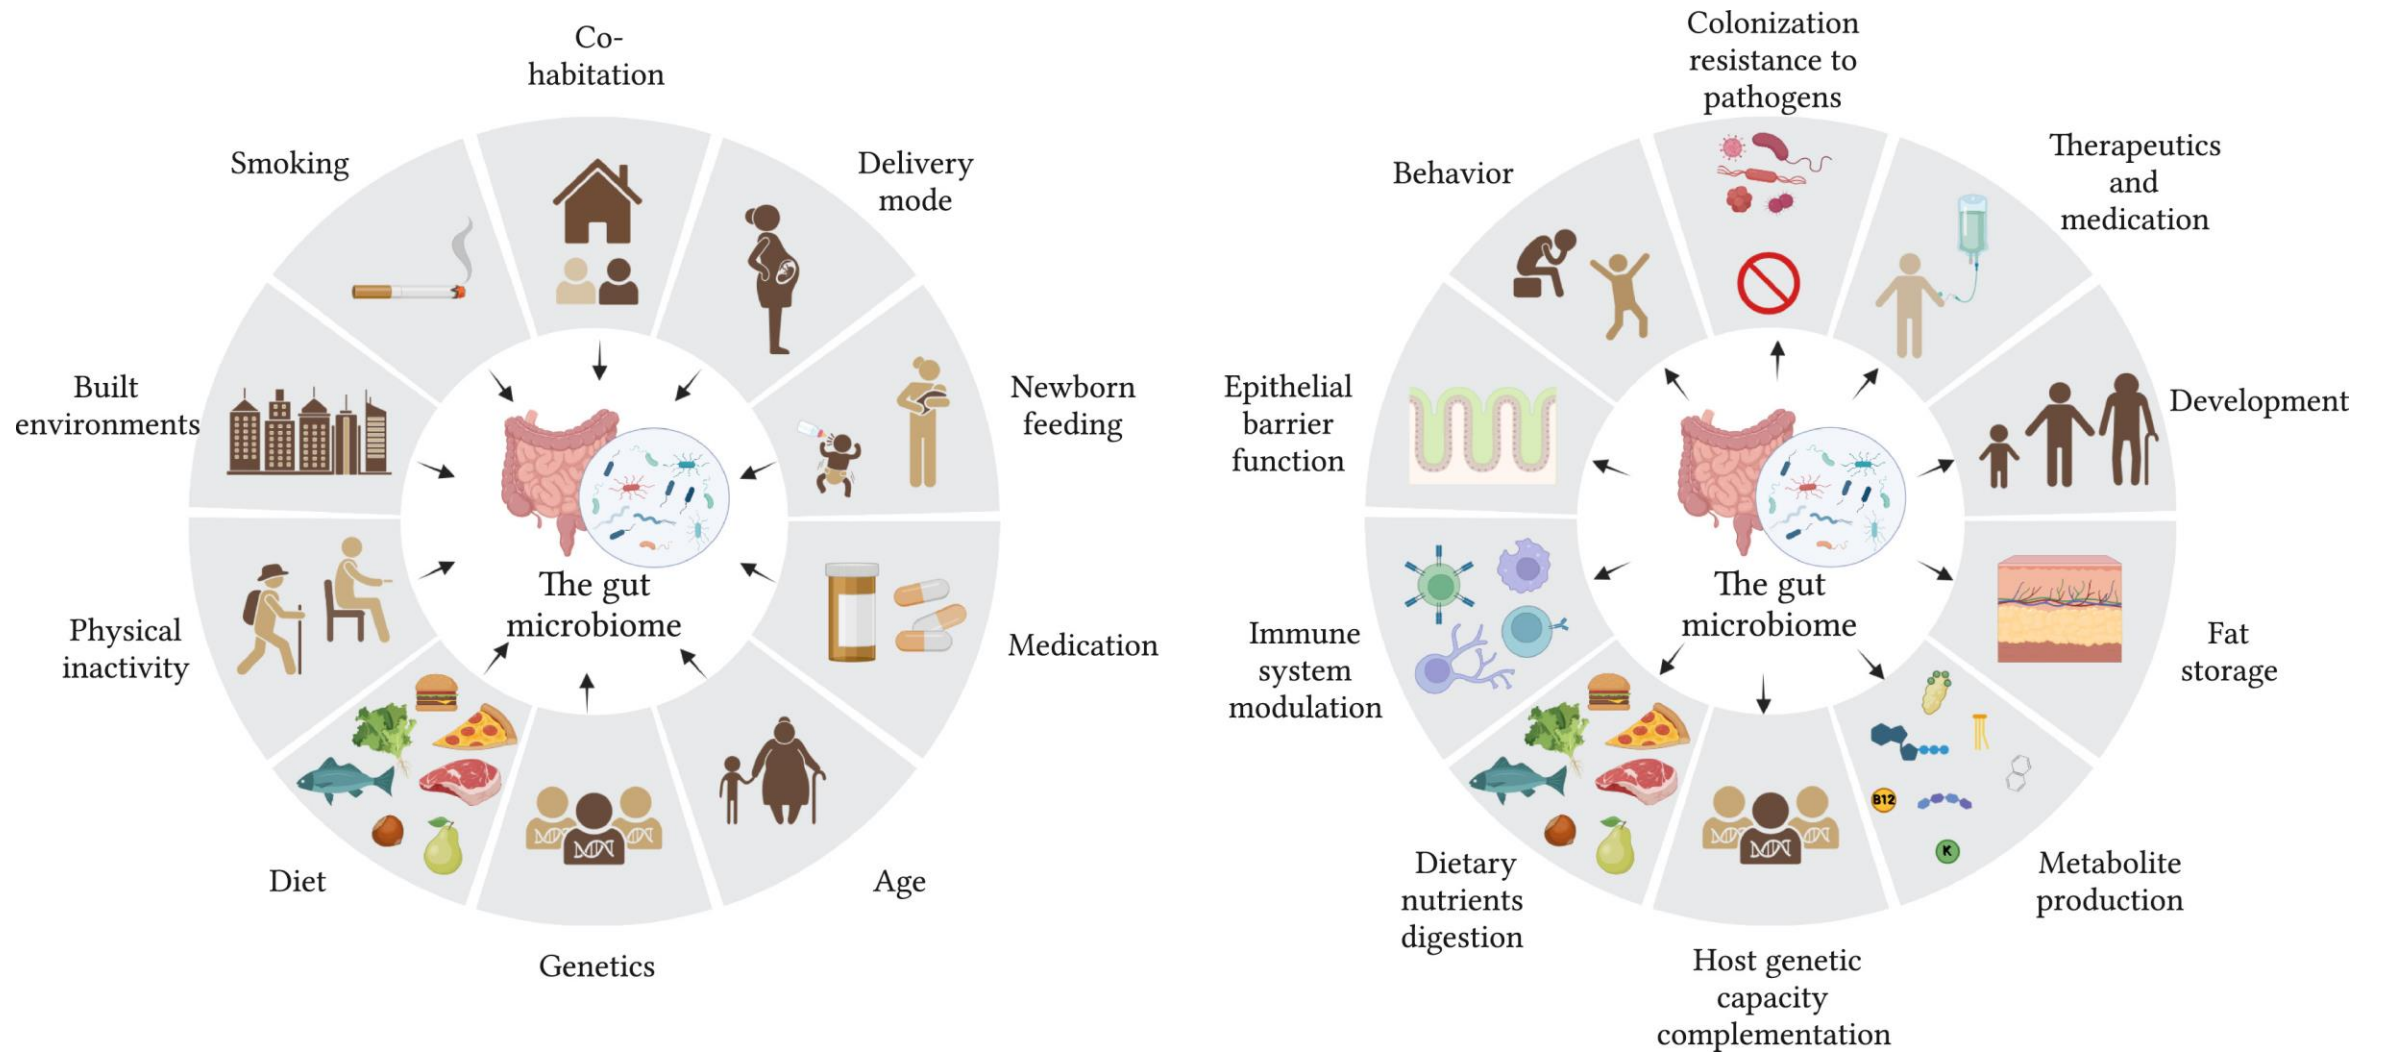 Co-
habitation
Delivery
mode
Newborn
feeding
Medication
Age
Genetics
Diet
Physical
inactivity
Built
environments
Smoking
The gut
microbiome
Colonization
resistance to
pathogens
Therapeutics
and
medication
Development
Fat
storage
Metabolite
production
B12
K
Host genetic
capacity
complementation
Dietary
nutrients
digestion
Immune
system
modulation
Epithelial
barrier
function
Behavior
The gut
microbiome